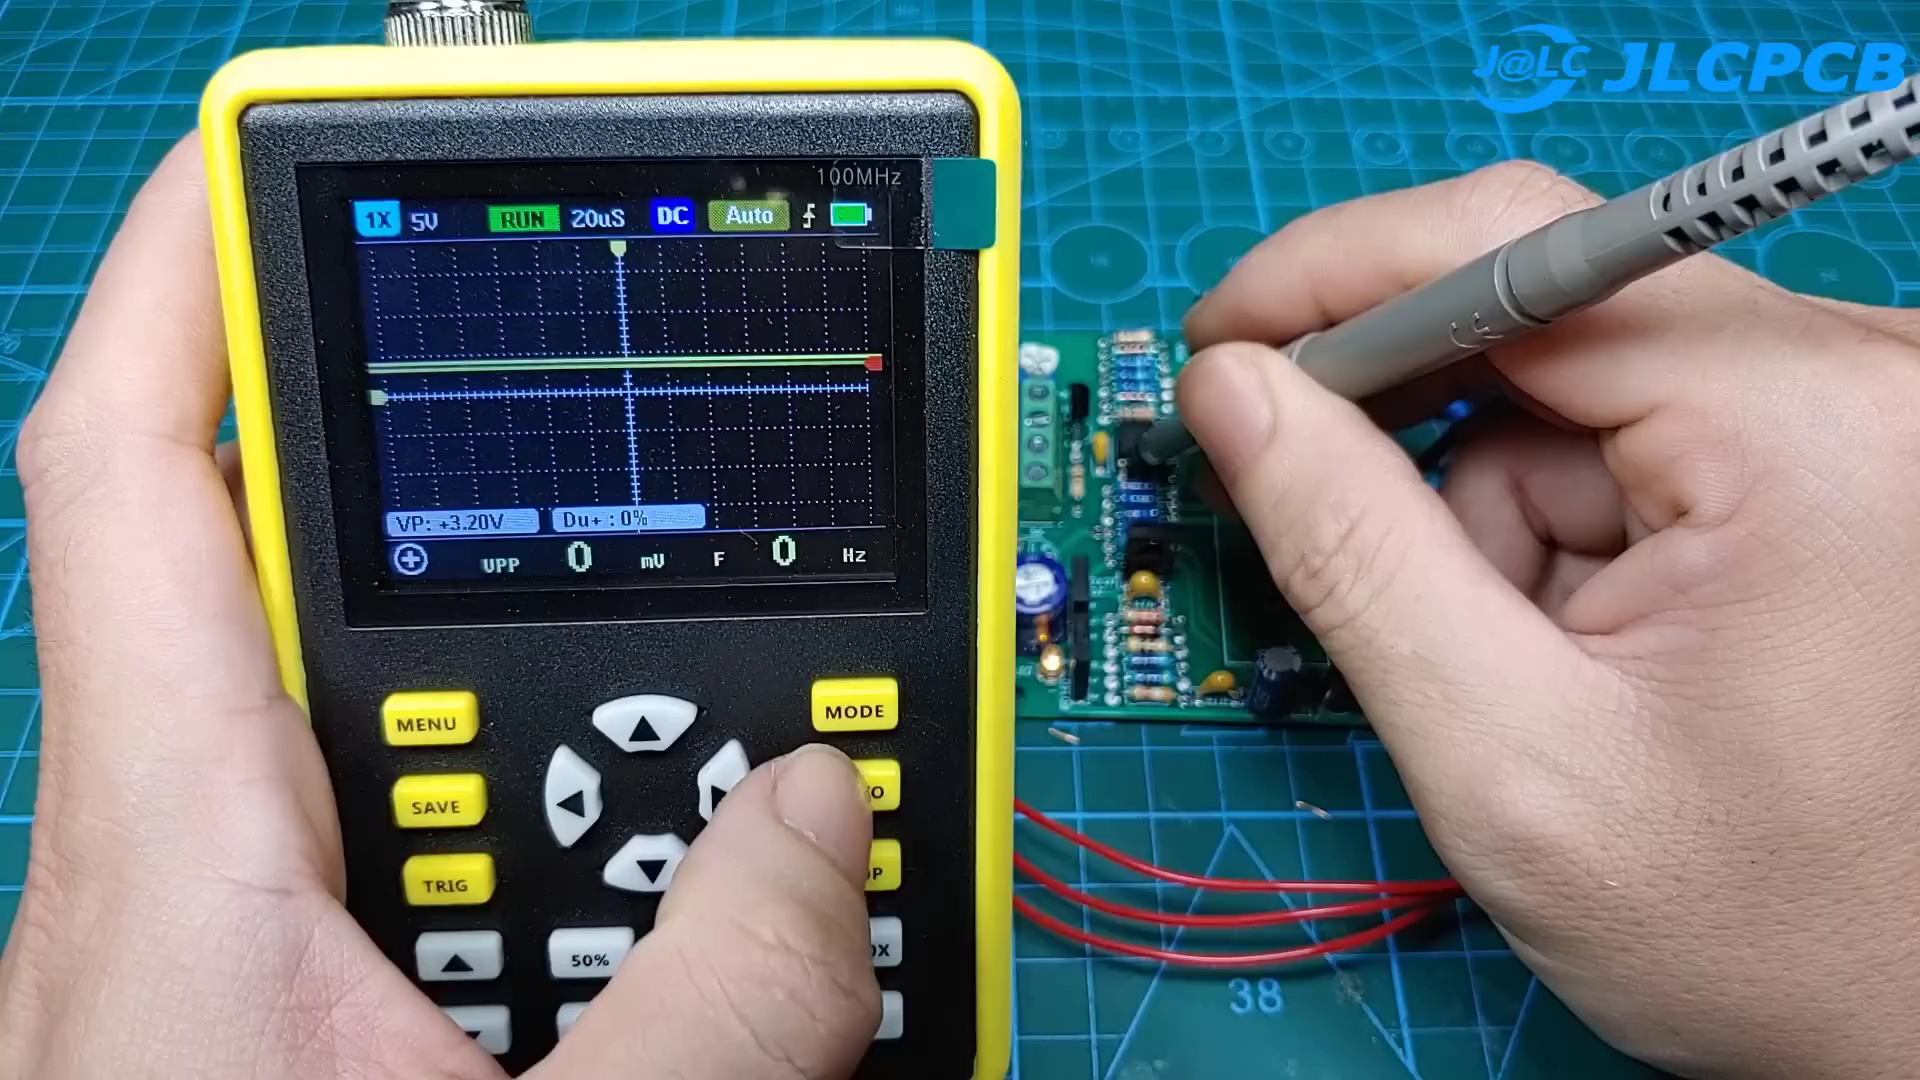 J@LC JLCPCB
100MHz
1X 5V RUN 20uS DC Auto
VP: +3.20V Du+ : 0%
VPP 0 mV F 0 Hz
MENU
MODE
SAVE
TRIG
50%
38